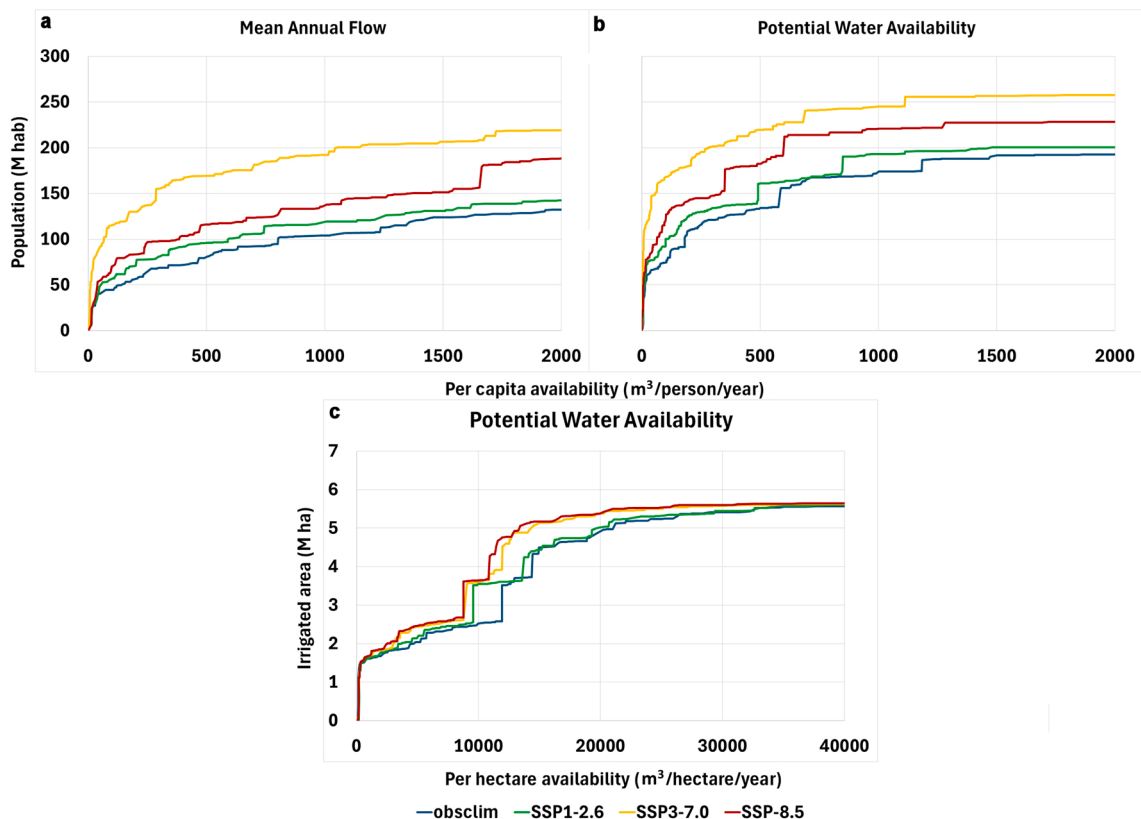 a
Mean Annual Flow
b
Potential Water Availability
300
250
200
150
100
50
0
Population (M hab)
0 500 1000 1500 2000
0 500 1000 1500 2000
Per capita availability (m³/person/year)
c
Potential Water Availability
7
6
5
4
3
2
1
0
Irrigated area (M ha)
0 10000 20000 30000 40000
Per hectare availability (m³/hectare/year)
obsclim SSP1-2.6 SSP3-7.0 SSP-8.5